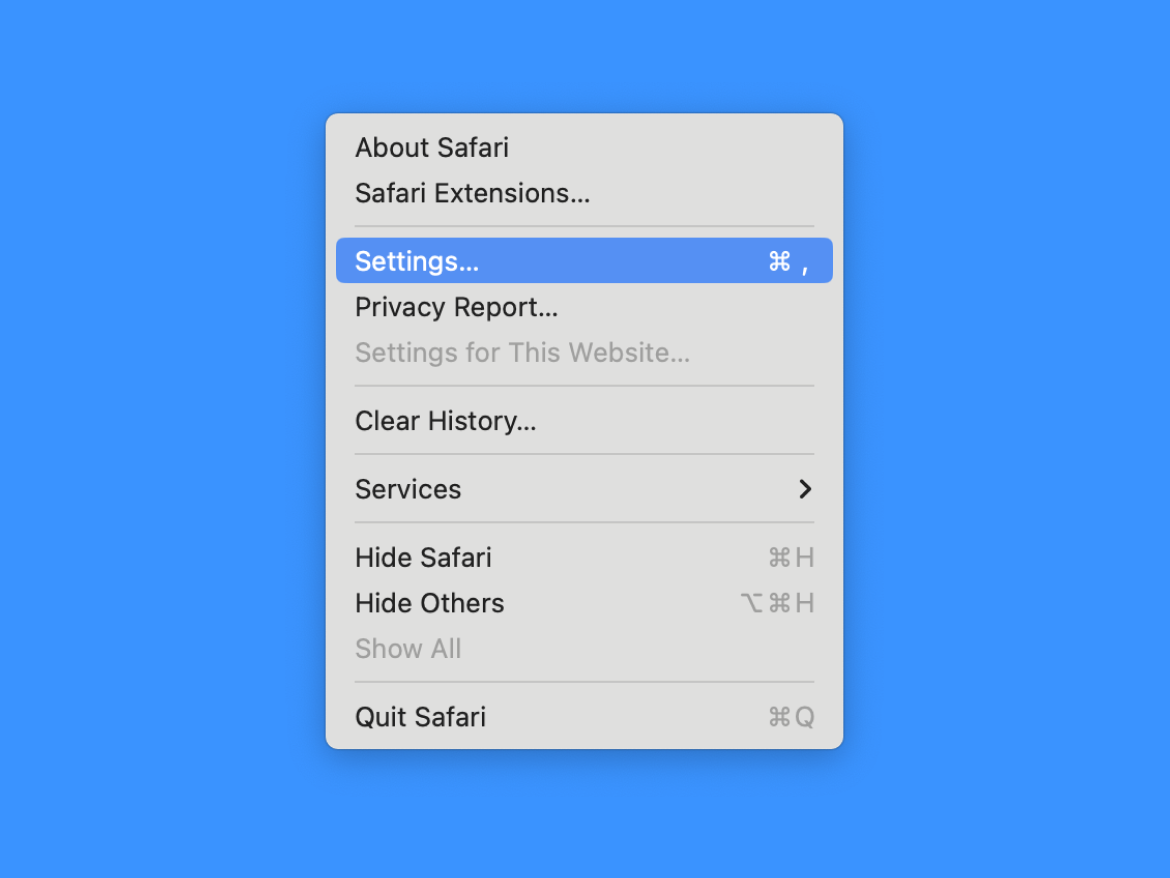 About Safari
Safari Extensions...
Settings... ⌘ ,
Privacy Report...
Settings for This Website...
Clear History...
Services
Hide Safari ⌘H
Hide Others ⌥⌘H
Show All
Quit Safari ⌘Q